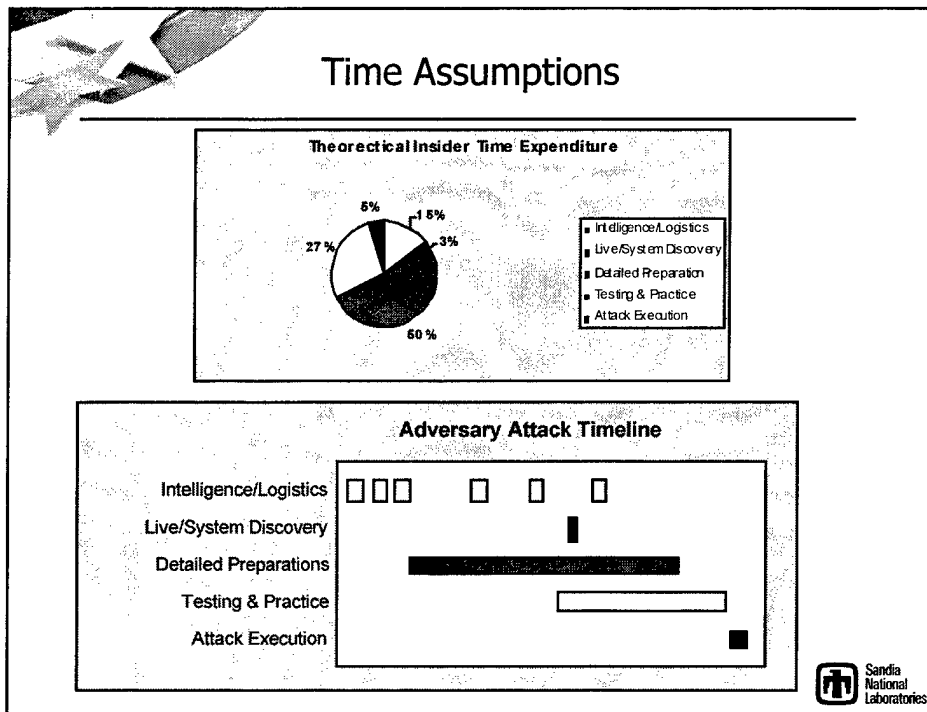 Time Assumptions
Theorectical Insider Time Expenditure
5%
15%
27%
3%
50%
Intelligence/Logistics
Live/System Discovery
Detailed Preparation
Testing & Practice
Attack Execution
Adversary Attack Timeline
Intelligence/Logistics
Live/System Discovery
Detailed Preparations
Testing & Practice
Attack Execution
Sandia
National
Laboratories